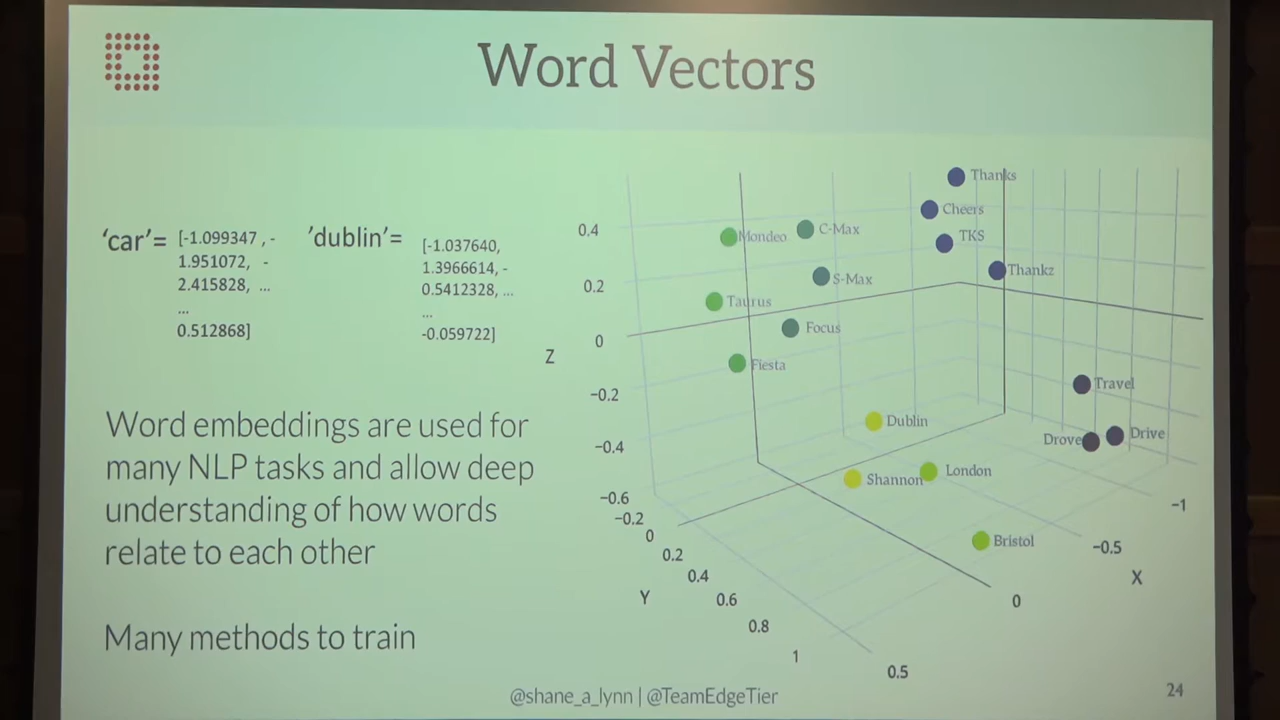 Word Vectors
‘car’=
[-1.099347 , -
1.951072, -
2.415828, ...
...
0.512868]
’dublin’=
[-1.037640,
1.3966614, -
0.5412328, ...
...
-0.059722]
Word embeddings are used for
many NLP tasks and allow deep
understanding of how words
relate to each other
Many methods to train
Thanks
Cheers
TKS
Thankz
Mondeo
C-Max
S-Max
Taurus
Focus
Fiesta
Travel
Drove
Drive
Dublin
Shannon
London
Bristol
Z
0.4
0.2
0
−0.2
−0.4
−0.6
Y
−0.2
0
0.2
0.4
0.6
0.8
1
X
−1
−0.5
0
0.5
@shane_a_lynn | @TeamEdgeTier
24